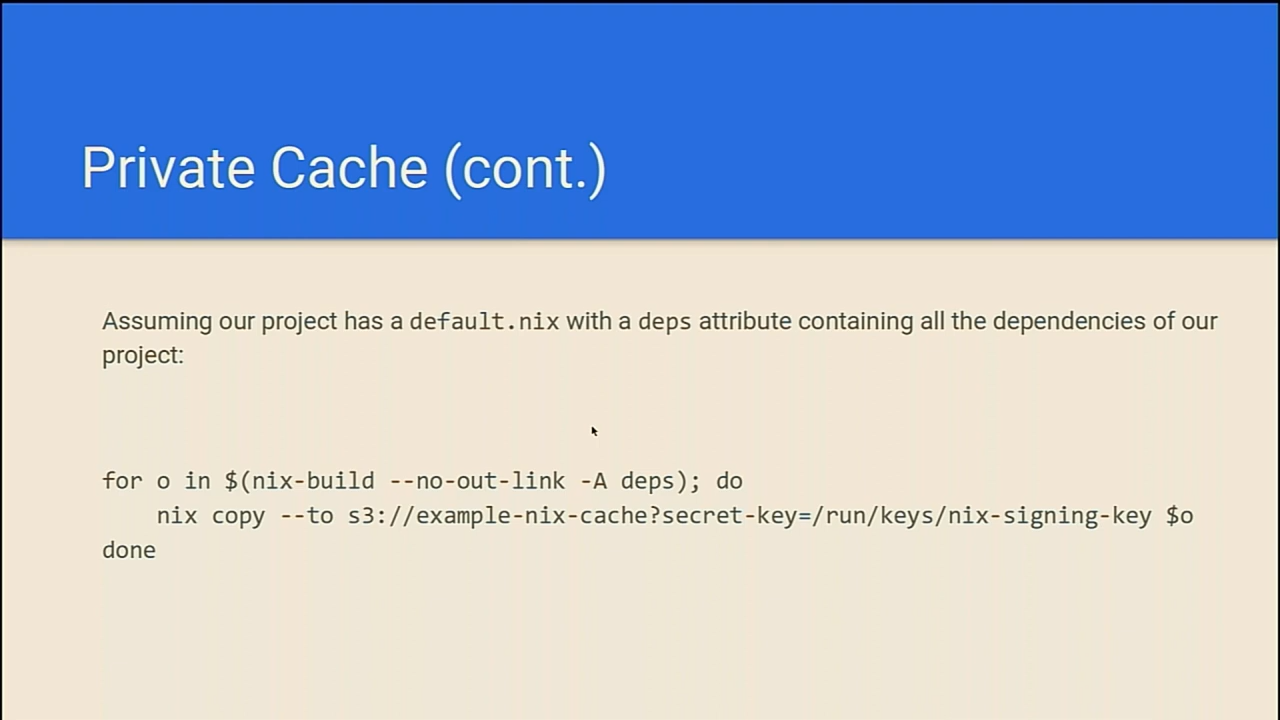 Private Cache (cont.)
Assuming our project has a default.nix with a deps attribute containing all the dependencies of our
project:
for o in $(nix-build --no-out-link -A deps); do
    nix copy --to s3://example-nix-cache?secret-key=/run/keys/nix-signing-key $o
done